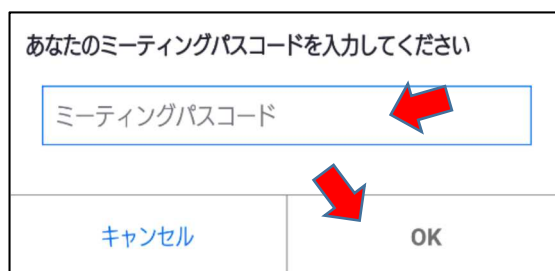 あなたのミーティングパスコードを入力してください
ミーティングパスコード
キャンセル
OK